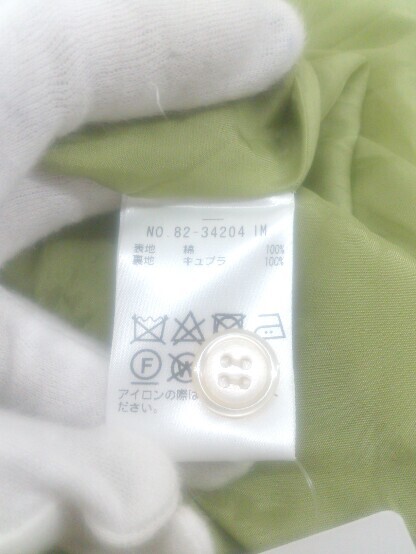 NO.82-34204 IM
表地 綿 100%
裏地 キュプラ 100%
F W
アイロンの際は
ださい。